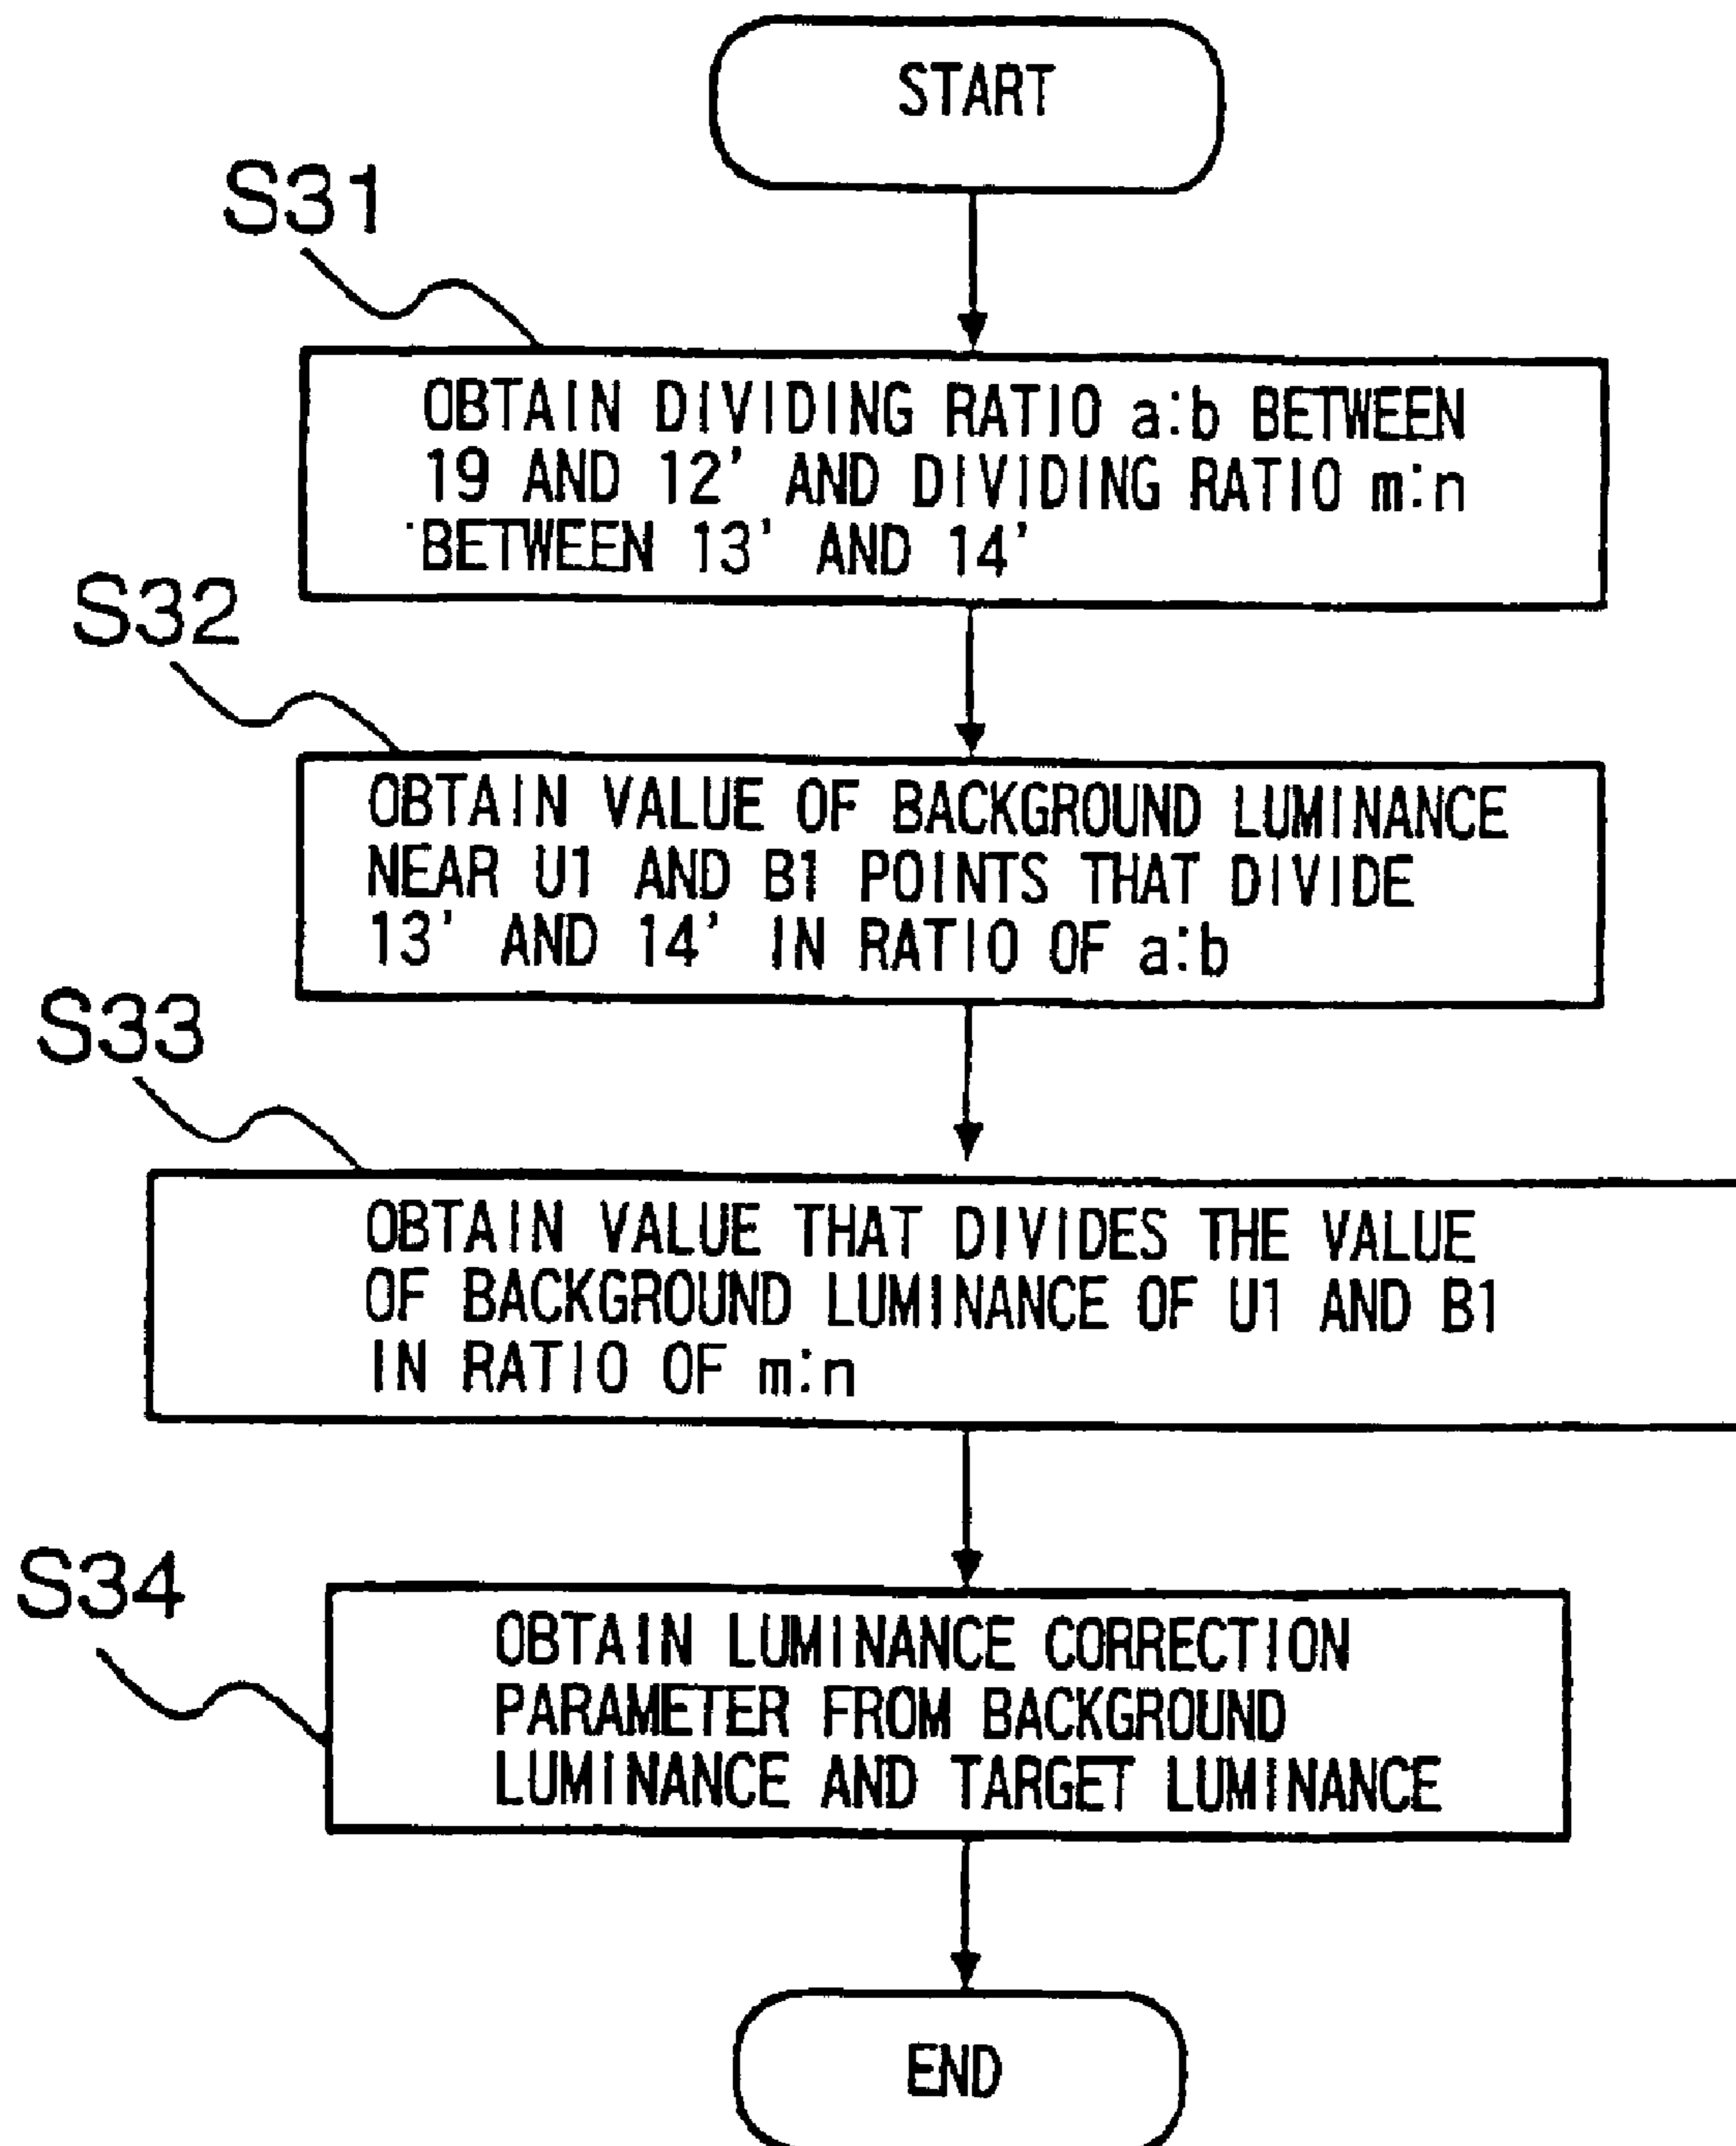 START
S31
OBTAIN DIVIDING RATIO a:b BETWEEN
19 AND 12' AND DIVIDING RATIO m:n
BETWEEN 13' AND 14'
S32
OBTAIN VALUE OF BACKGROUND LUMINANCE
NEAR U1 AND B1 POINTS THAT DIVIDE
13' AND 14' IN RATIO OF a:b
S33
OBTAIN VALUE THAT DIVIDES THE VALUE
OF BACKGROUND LUMINANCE OF U1 AND B1
IN RATIO OF m:n
S34
OBTAIN LUMINANCE CORRECTION
PARAMETER FROM BACKGROUND
LUMINANCE AND TARGET LUMINANCE
END